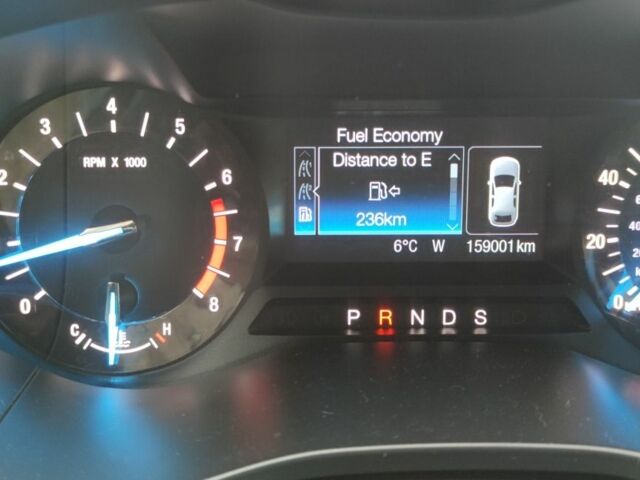 Fuel Economy
Distance to E
236km
6°C W 159001 km
P R N D S
RPM X 1000
0
2
3
4
5
6
7
8
C H
40
20